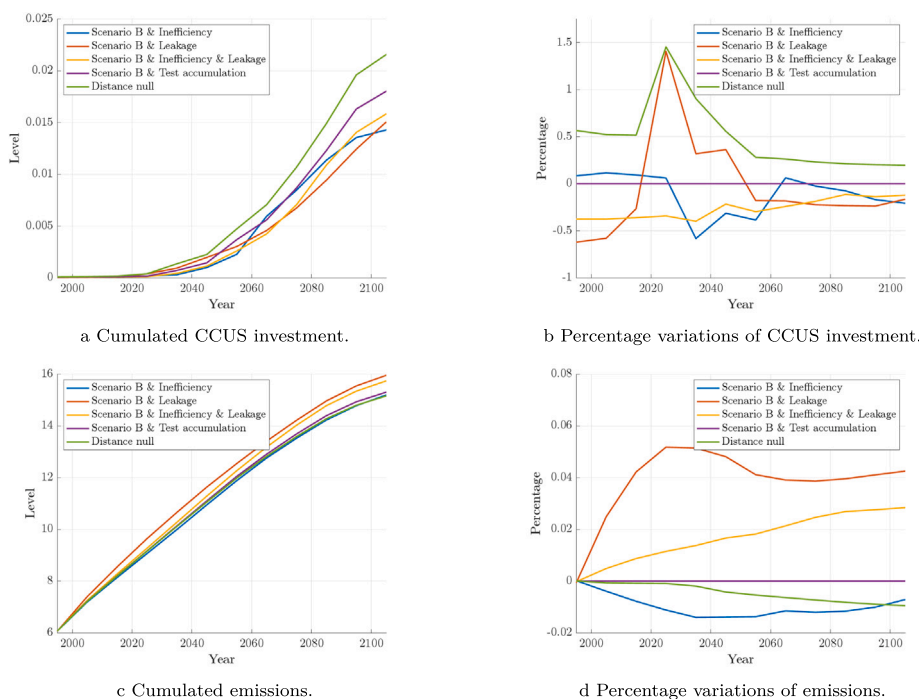 0.025
0.02
0.015
0.01
0.005
0
Level
Scenario B & Inefficiency
Scenario B & Leakage
Scenario B & Inefficiency & Leakage
Scenario B & Test accumulation
Distance null
2000 2020 2040 2060 2080 2100
Year
a Cumulated CCUS investment.
1.5
1
0.5
0
-0.5
-1
Percentage
Scenario B & Inefficiency
Scenario B & Leakage
Scenario B & Inefficiency & Leakage
Scenario B & Test accumulation
Distance null
2000 2020 2040 2060 2080 2100
Year
b Percentage variations of CCUS investment.
16
14
12
10
8
6
Level
Scenario B & Inefficiency
Scenario B & Leakage
Scenario B & Inefficiency & Leakage
Scenario B & Test accumulation
Distance null
2000 2020 2040 2060 2080 2100
Year
c Cumulated emissions.
0.08
0.06
0.04
0.02
0
-0.02
Percentage
Scenario B & Inefficiency
Scenario B & Leakage
Scenario B & Inefficiency & Leakage
Scenario B & Test accumulation
Distance null
2000 2020 2040 2060 2080 2100
Year
d Percentage variations of emissions.